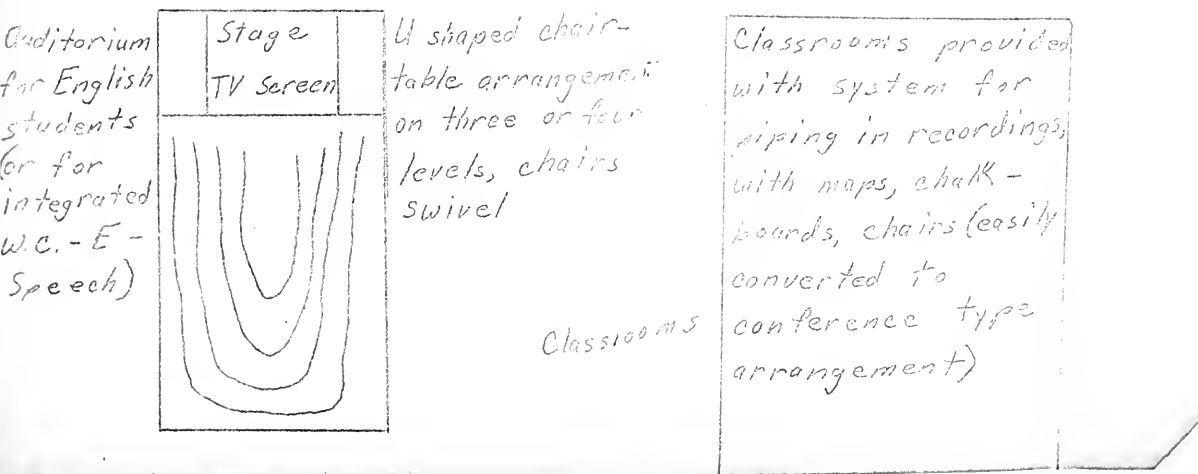 Auditorium
for English
students
(or for
integrated
W.C. - E -
Speech)
Stage
TV Screen
U shaped chair-
table arrangement
on three or four
levels, chairs
swivel
Classrooms
Classrooms provided
with system for
piping in recordings,
with maps, chalk-
boards, chairs (easily
converted to
conference type
arrangement)